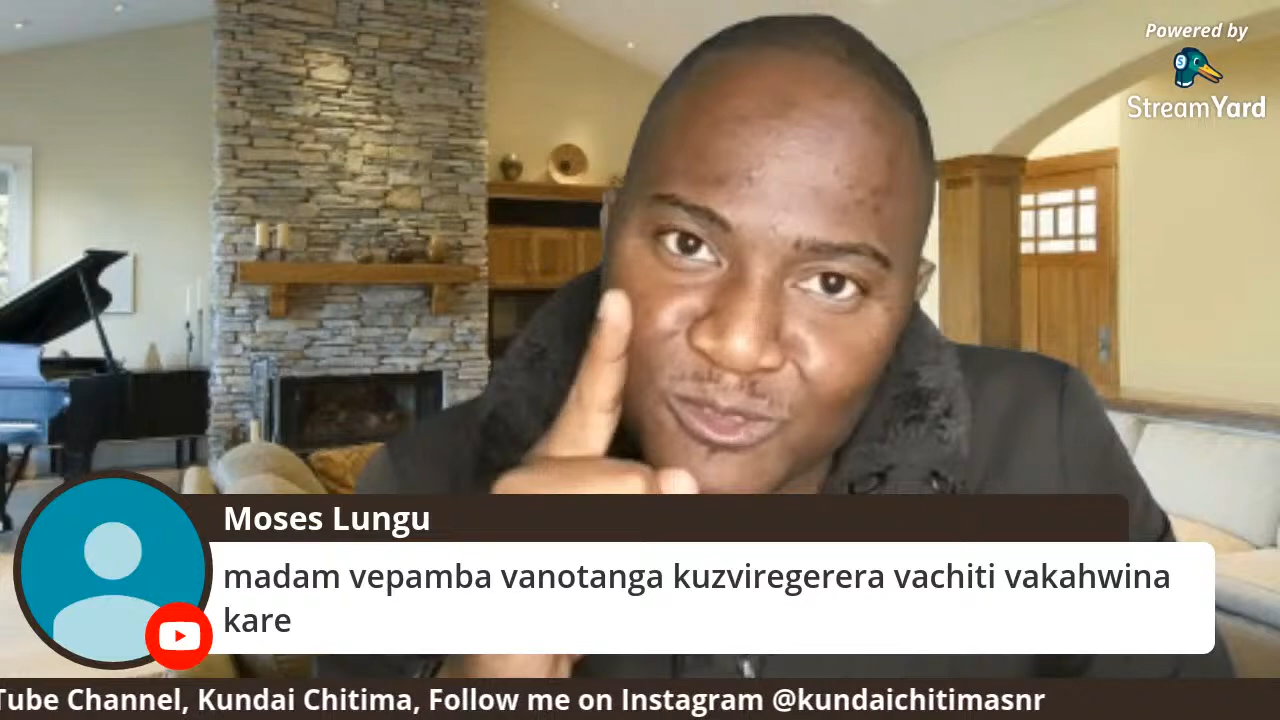 Powered by
StreamYard
Moses Lungu
madam vepamba vanotanga kuzviregerera vachiti vakahwina
kare
Tube Channel, Kundai Chitima, Follow me on Instagram @kundaichitimasnr